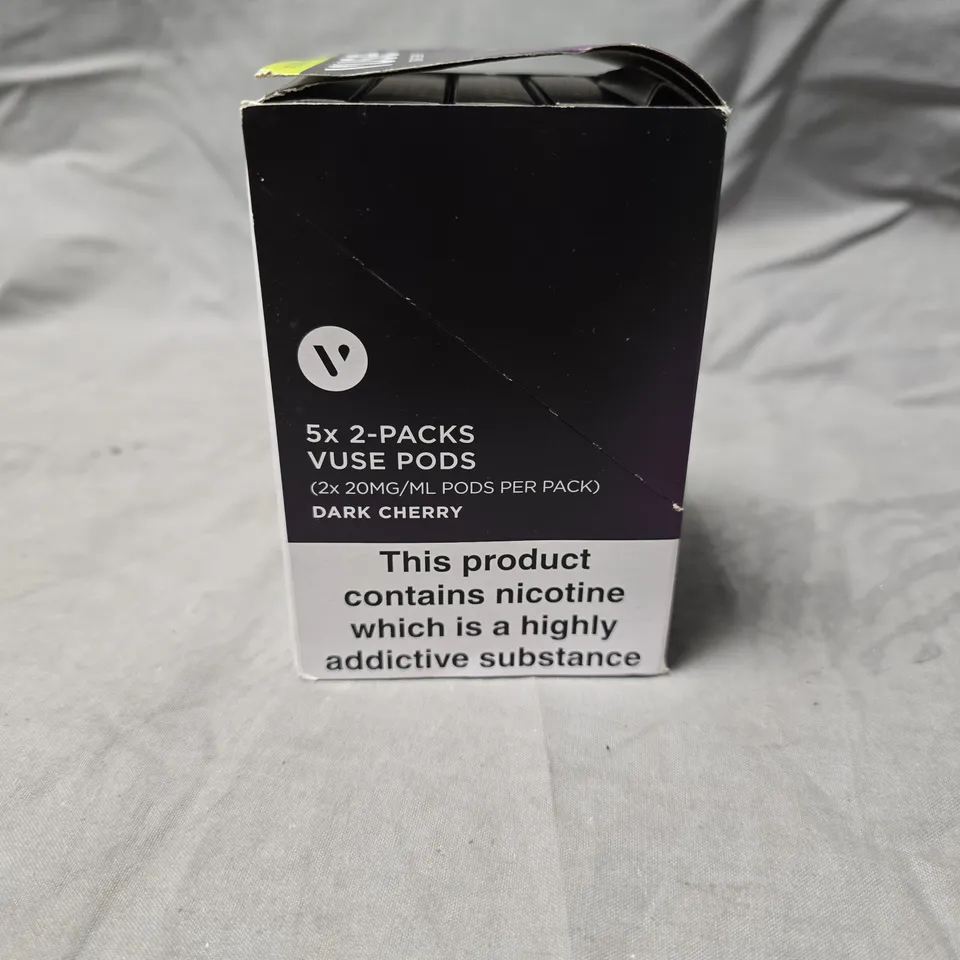 5x 2-PACKS
VUSE PODS
(2x 20MG/ML PODS PER PACK)
DARK CHERRY
This product
contains nicotine
which is a highly
addictive substance